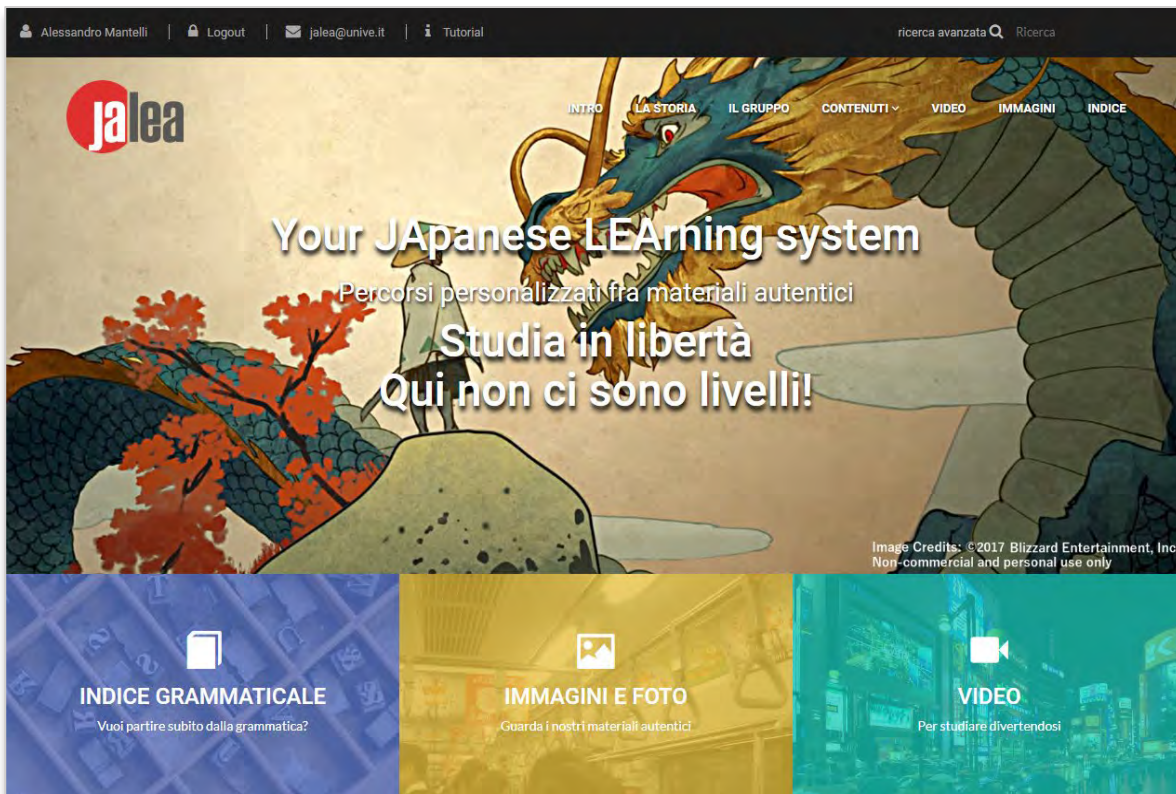 Alessandro Mantelli Logout jalea@unive.it Tutorial ricerca avanzata Ricerca
jalea
INTRO LA STORIA IL GRUPPO CONTENUTI VIDEO IMMAGINI INDICE
Your JApanese LEArning system
Percorsi personalizzati fra materiali autentici
Studia in libertà
Qui non ci sono livelli!
Image Credits: ©2017 Blizzard Entertainment, Inc
Non-commercial and personal use only
INDICE GRAMMATICALE
Vuoi partire subito dalla grammatica?
IMMAGINI E FOTO
Guarda i nostri materiali autentici
VIDEO
Per studiare divertendosi